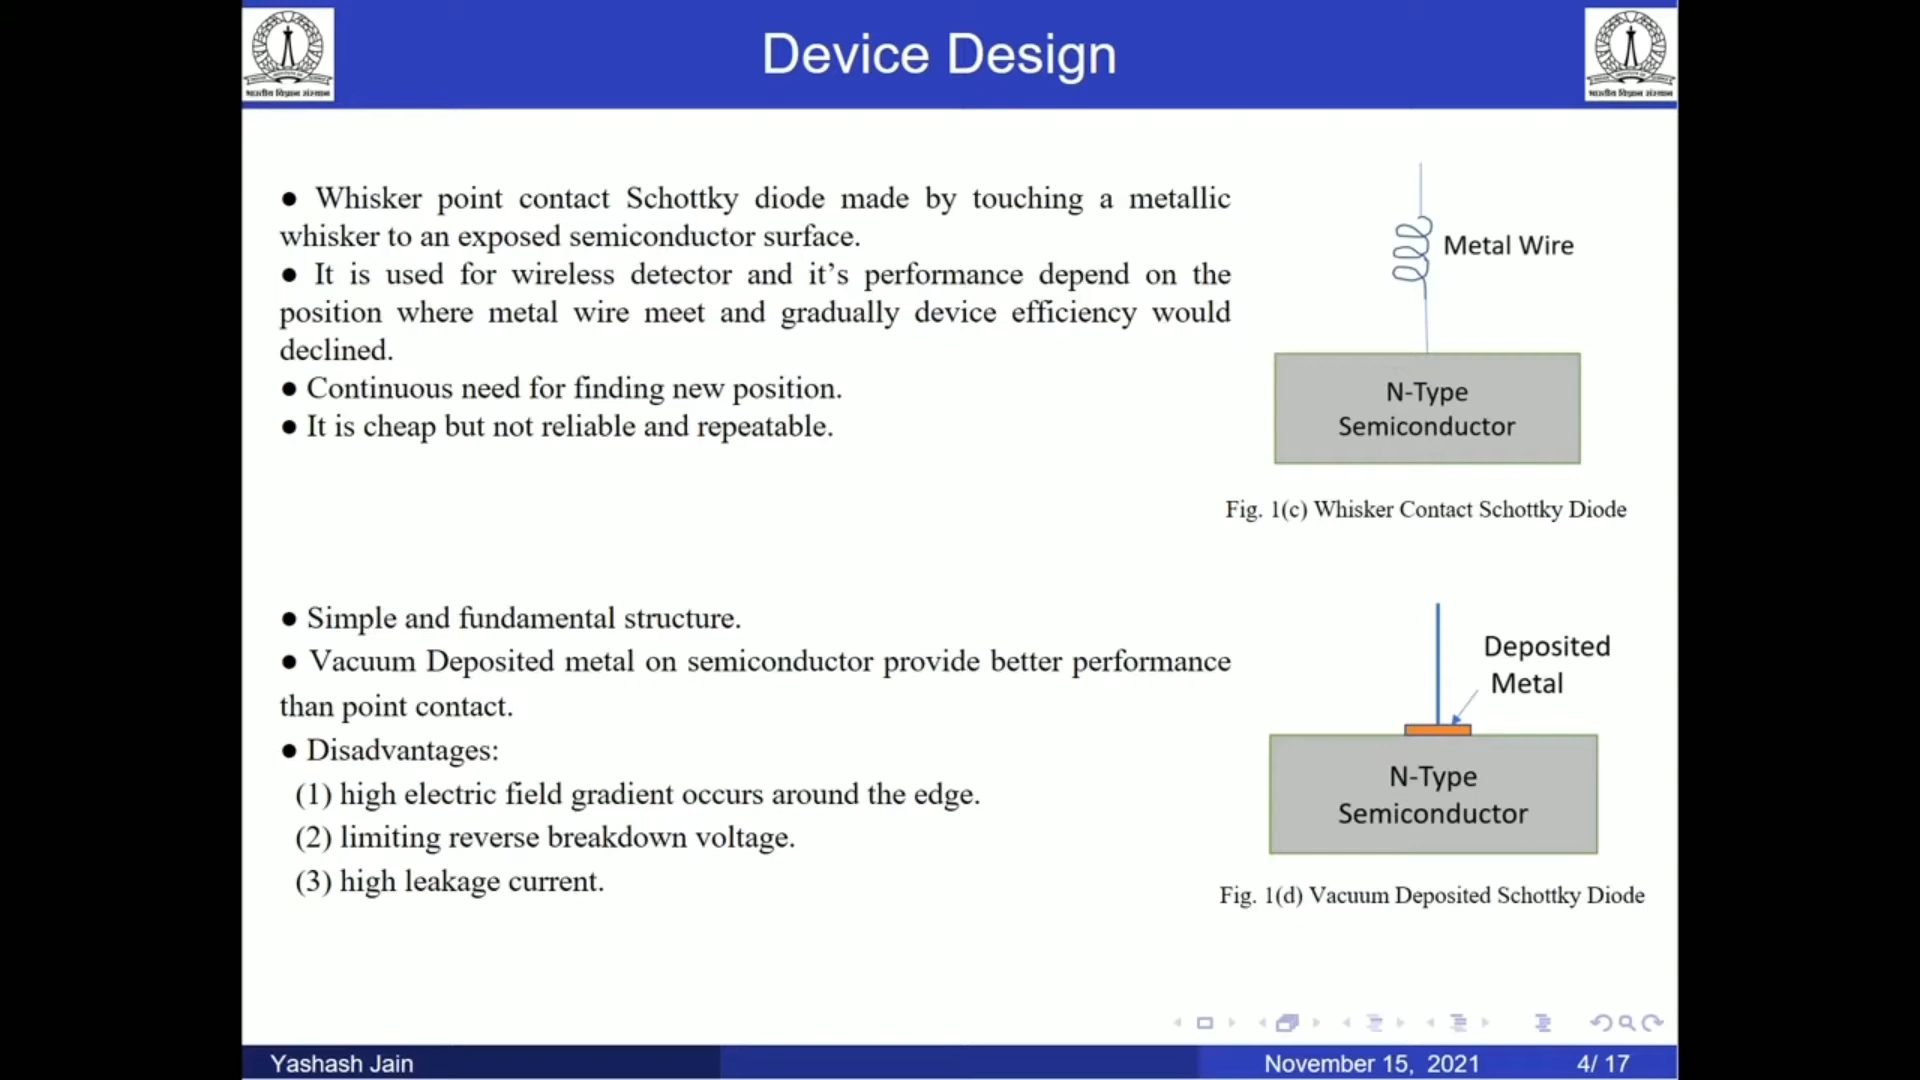 Device Design
भारतीय विज्ञान संस्थान
भारतीय विज्ञान संस्थान
● Whisker point contact Schottky diode made by touching a metallic
whisker to an exposed semiconductor surface.
● It is used for wireless detector and it’s performance depend on the
position where metal wire meet and gradually device efficiency would
declined.
● Continuous need for finding new position.
● It is cheap but not reliable and repeatable.
Metal Wire
N-Type
Semiconductor
Fig. 1(c) Whisker Contact Schottky Diode
● Simple and fundamental structure.
● Vacuum Deposited metal on semiconductor provide better performance
than point contact.
● Disadvantages:
(1) high electric field gradient occurs around the edge.
(2) limiting reverse breakdown voltage.
(3) high leakage current.
Deposited
Metal
N-Type
Semiconductor
Fig. 1(d) Vacuum Deposited Schottky Diode
Yashash Jain
November 15, 2021
4/ 17